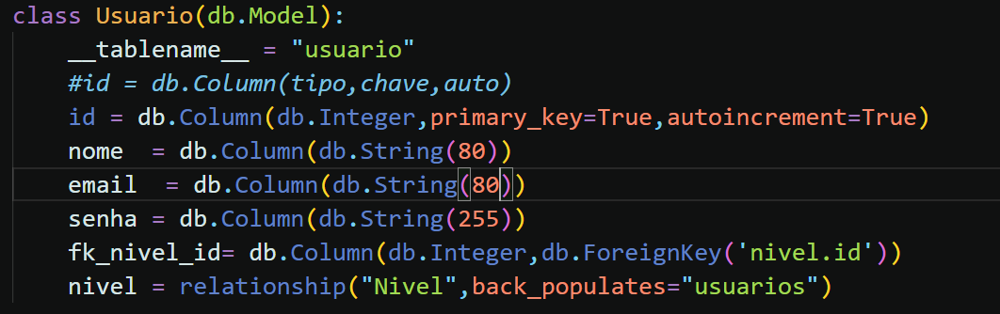 class Usuario(db.Model):
    __tablename__ = "usuario"
    #id = db.Column(tipo,chave,auto)
    id = db.Column(db.Integer,primary_key=True,autoincrement=True)
    nome  = db.Column(db.String(80))
    email  = db.Column(db.String(80))
    senha = db.Column(db.String(255))
    fk_nivel_id= db.Column(db.Integer,db.ForeignKey('nivel.id'))
    nivel = relationship("Nivel",back_populates="usuarios")